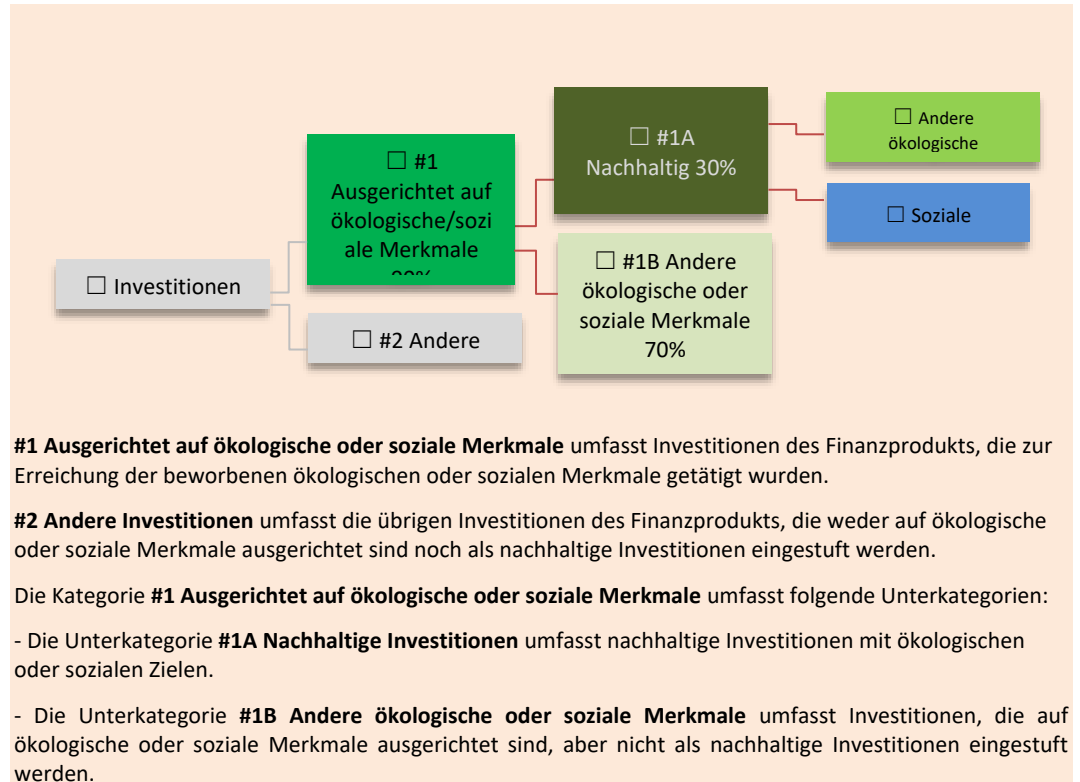 ☐ Andere
ökologische
☐ #1A
Nachhaltig 30%
☐ #1
Ausgerichtet auf
ökologische/sozi
ale Merkmale
☐ Soziale
☐ #1B Andere
ökologische oder
soziale Merkmale
70%
☐ Investitionen
☐ #2 Andere
#1 Ausgerichtet auf ökologische oder soziale Merkmale umfasst Investitionen des Finanzprodukts, die zur
Erreichung der beworbenen ökologischen oder sozialen Merkmale getätigt wurden.
#2 Andere Investitionen umfasst die übrigen Investitionen des Finanzprodukts, die weder auf ökologische
oder soziale Merkmale ausgerichtet sind noch als nachhaltige Investitionen eingestuft werden.
Die Kategorie #1 Ausgerichtet auf ökologische oder soziale Merkmale umfasst folgende Unterkategorien:
- Die Unterkategorie #1A Nachhaltige Investitionen umfasst nachhaltige Investitionen mit ökologischen
oder sozialen Zielen.
- Die Unterkategorie #1B Andere ökologische oder soziale Merkmale umfasst Investitionen, die auf
ökologische oder soziale Merkmale ausgerichtet sind, aber nicht als nachhaltige Investitionen eingestuft
werden.